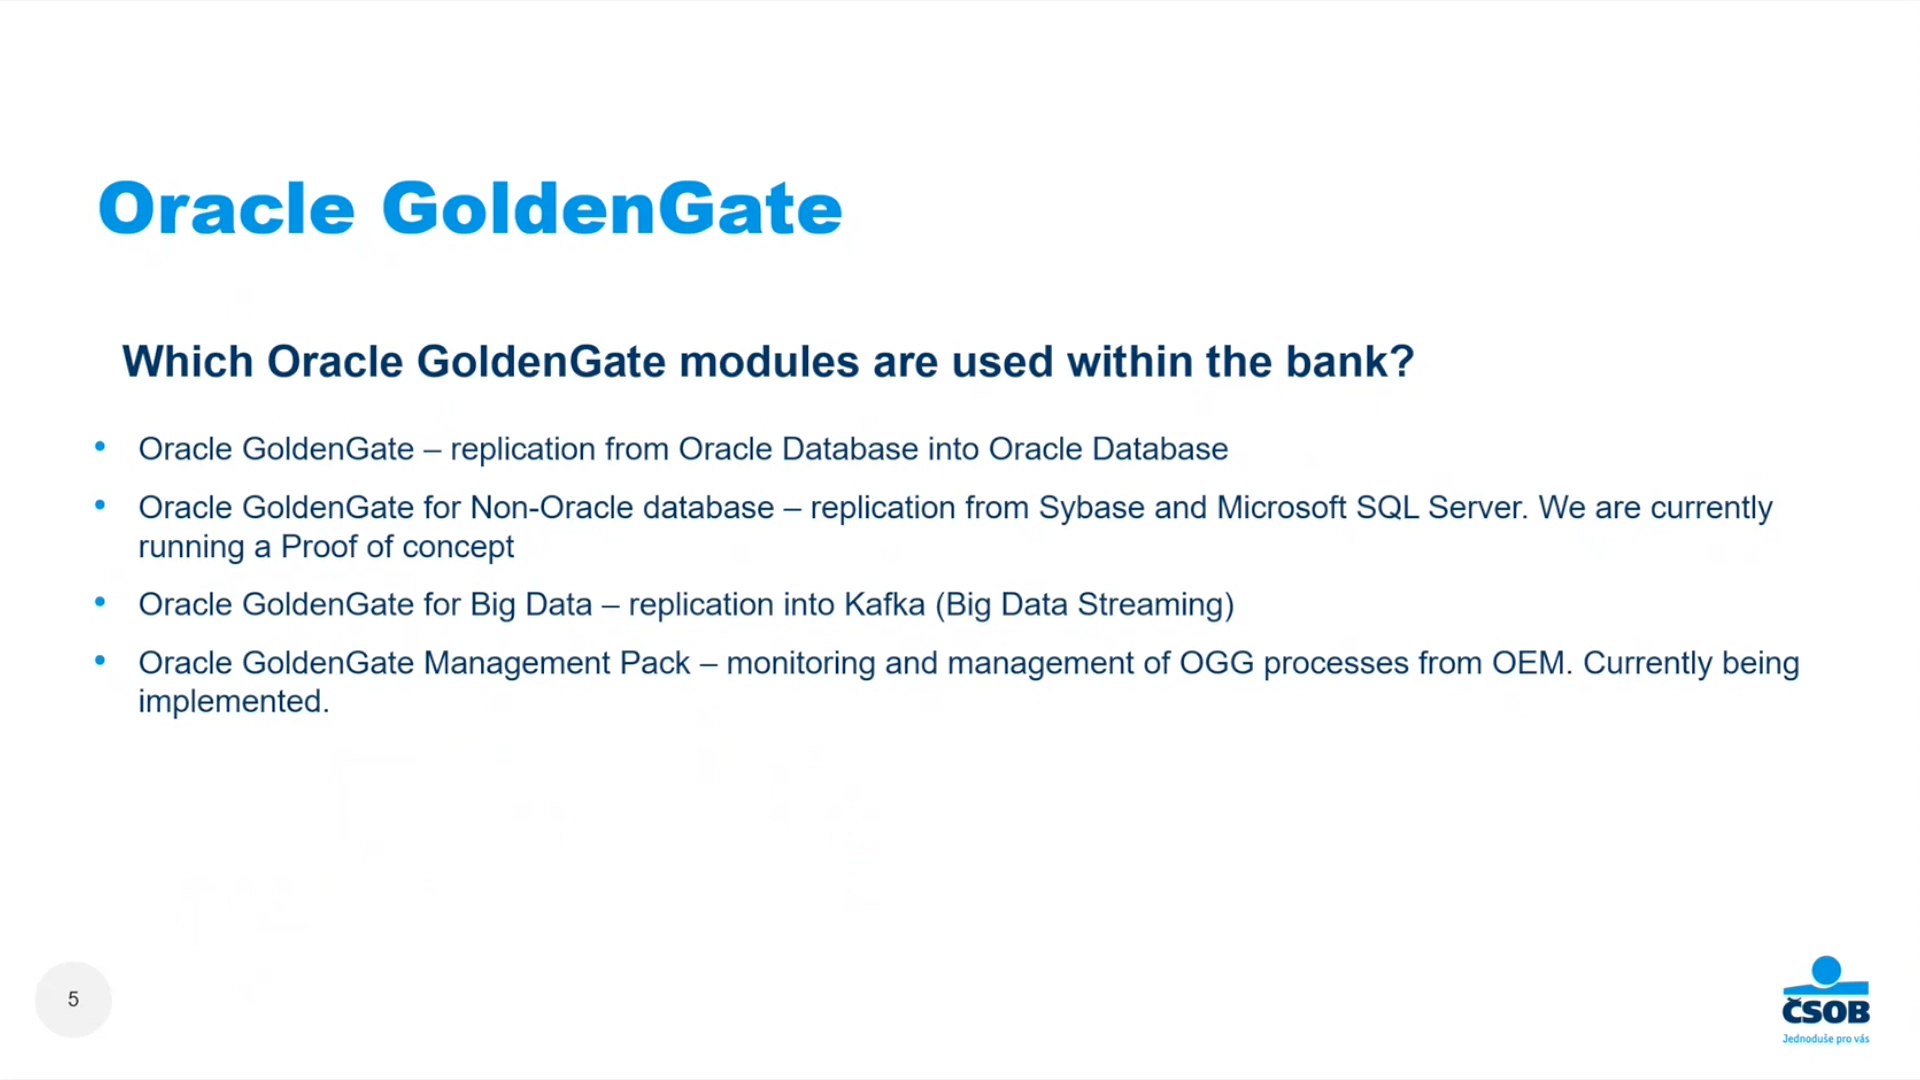 Oracle GoldenGate
Which Oracle GoldenGate modules are used within the bank?
• Oracle GoldenGate – replication from Oracle Database into Oracle Database
• Oracle GoldenGate for Non-Oracle database – replication from Sybase and Microsoft SQL Server. We are currently
running a Proof of concept
• Oracle GoldenGate for Big Data – replication into Kafka (Big Data Streaming)
• Oracle GoldenGate Management Pack – monitoring and management of OGG processes from OEM. Currently being
implemented.
5
ČSOB
Jednoduše pro vás